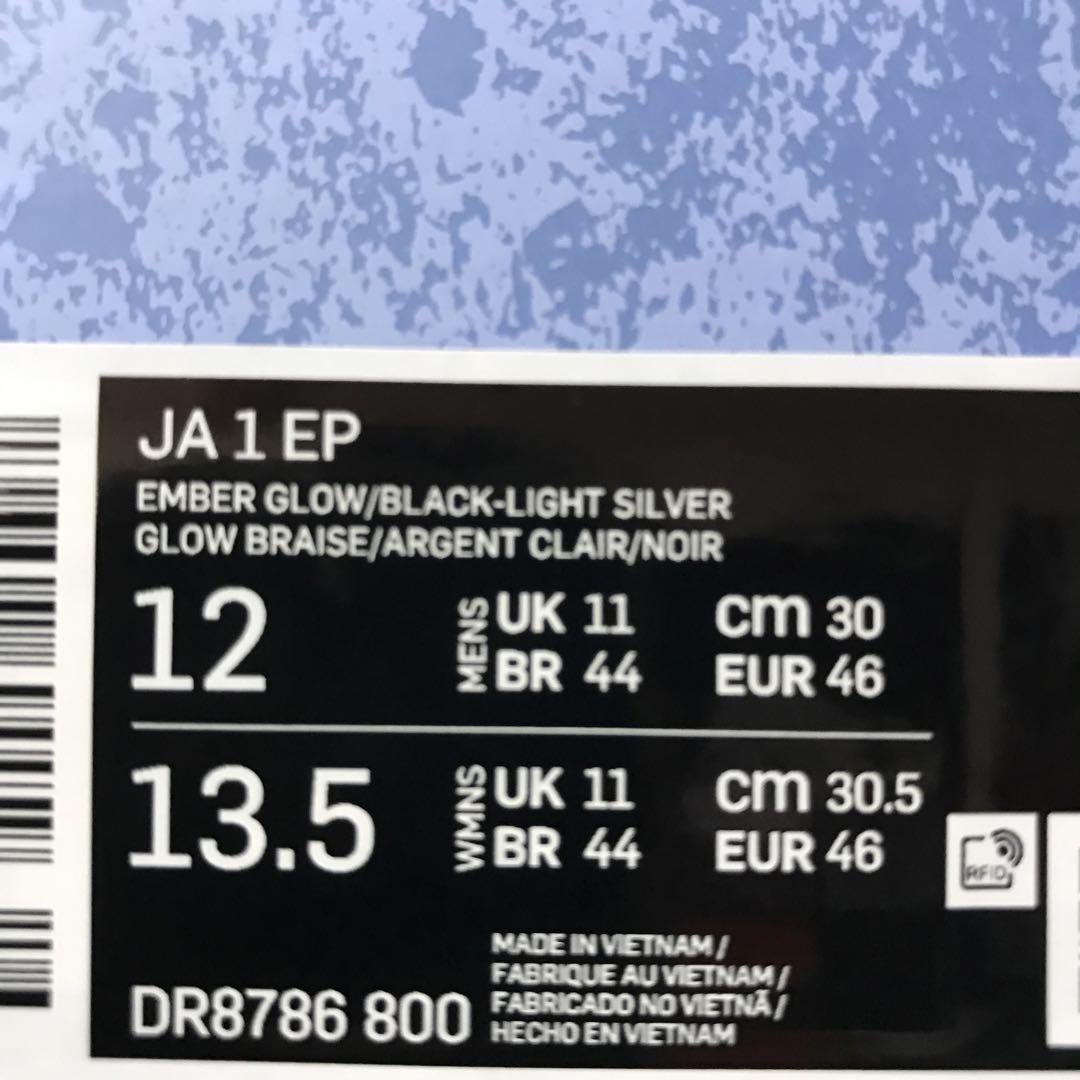 JA 1 EP
EMBER GLOW/BLACK-LIGHT SILVER
GLOW BRAISE/ARGENT CLAIR/NOIR
12 MENS UK 11 cm 30
BR 44 EUR 46
13.5 WMNS UK 11 cm 30.5
BR 44 EUR 46
RFID
MADE IN VIETNAM /
FABRIQUE AU VIETNAM /
FABRICADO NO VIETNÃ /
DR8786 800 HECHO EN VIETNAM